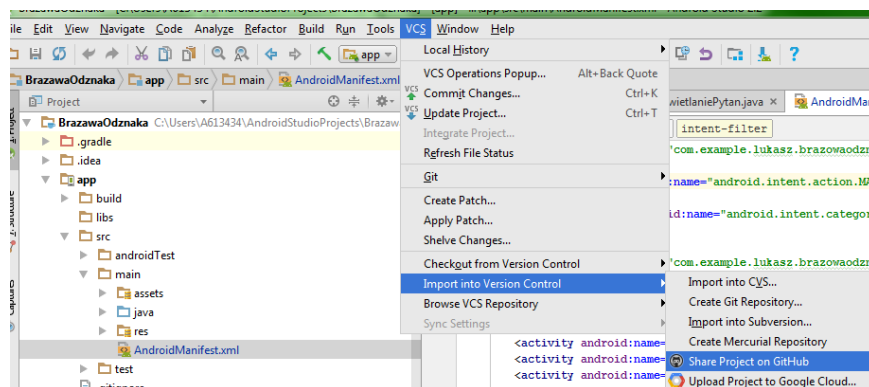 File Edit View Navigate Code Analyze Refactor Build Run Tools VCS Window Help
app
BrazawaOdznaka app src main AndroidManifest.xml
Project
BrazawaOdznaka C:\Users\A613434\AndroidStudioProjects\Brazaw
.gradle
.idea
app
build
libs
src
androidTest
main
assets
java
res
AndroidManifest.xml
test
.gitignore
Local History
VCS Operations Popup... Alt+Back Quote
VCS Commit Changes... Ctrl+K
VCS Update Project... Ctrl+T
Integrate Project...
Refresh File Status
Git
Create Patch...
Apply Patch...
Shelve Changes...
Checkout from Version Control
Import into Version Control
Browse VCS Repository
Sync Settings
Import into CVS...
Create Git Repository...
Import into Subversion...
Create Mercurial Repository
Share Project on GitHub
Upload Project to Google Cloud...
wietlaniePytan.java AndroidMa
intent-filter
"com.example.lukasz.brazowaodzn
:name="android.intent.action.MA
id:name="android.intent.categor
"com.example.lukasz.brazowaodzn
<activity android:name=
<activity android:name=
<activity android:name=